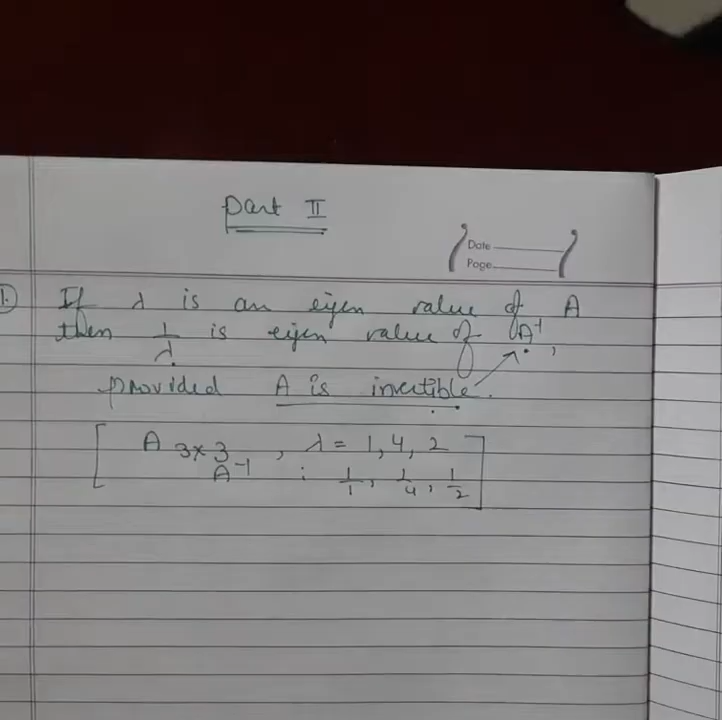 Part II
Date
Page
1. If λ is an eigen value of A
then 1/λ is eigen value of A⁻¹,
provided A is invertible.
[ A 3×3 , λ = 1, 4, 2
A⁻¹ : 1/1, 1/4, 1/2 ]